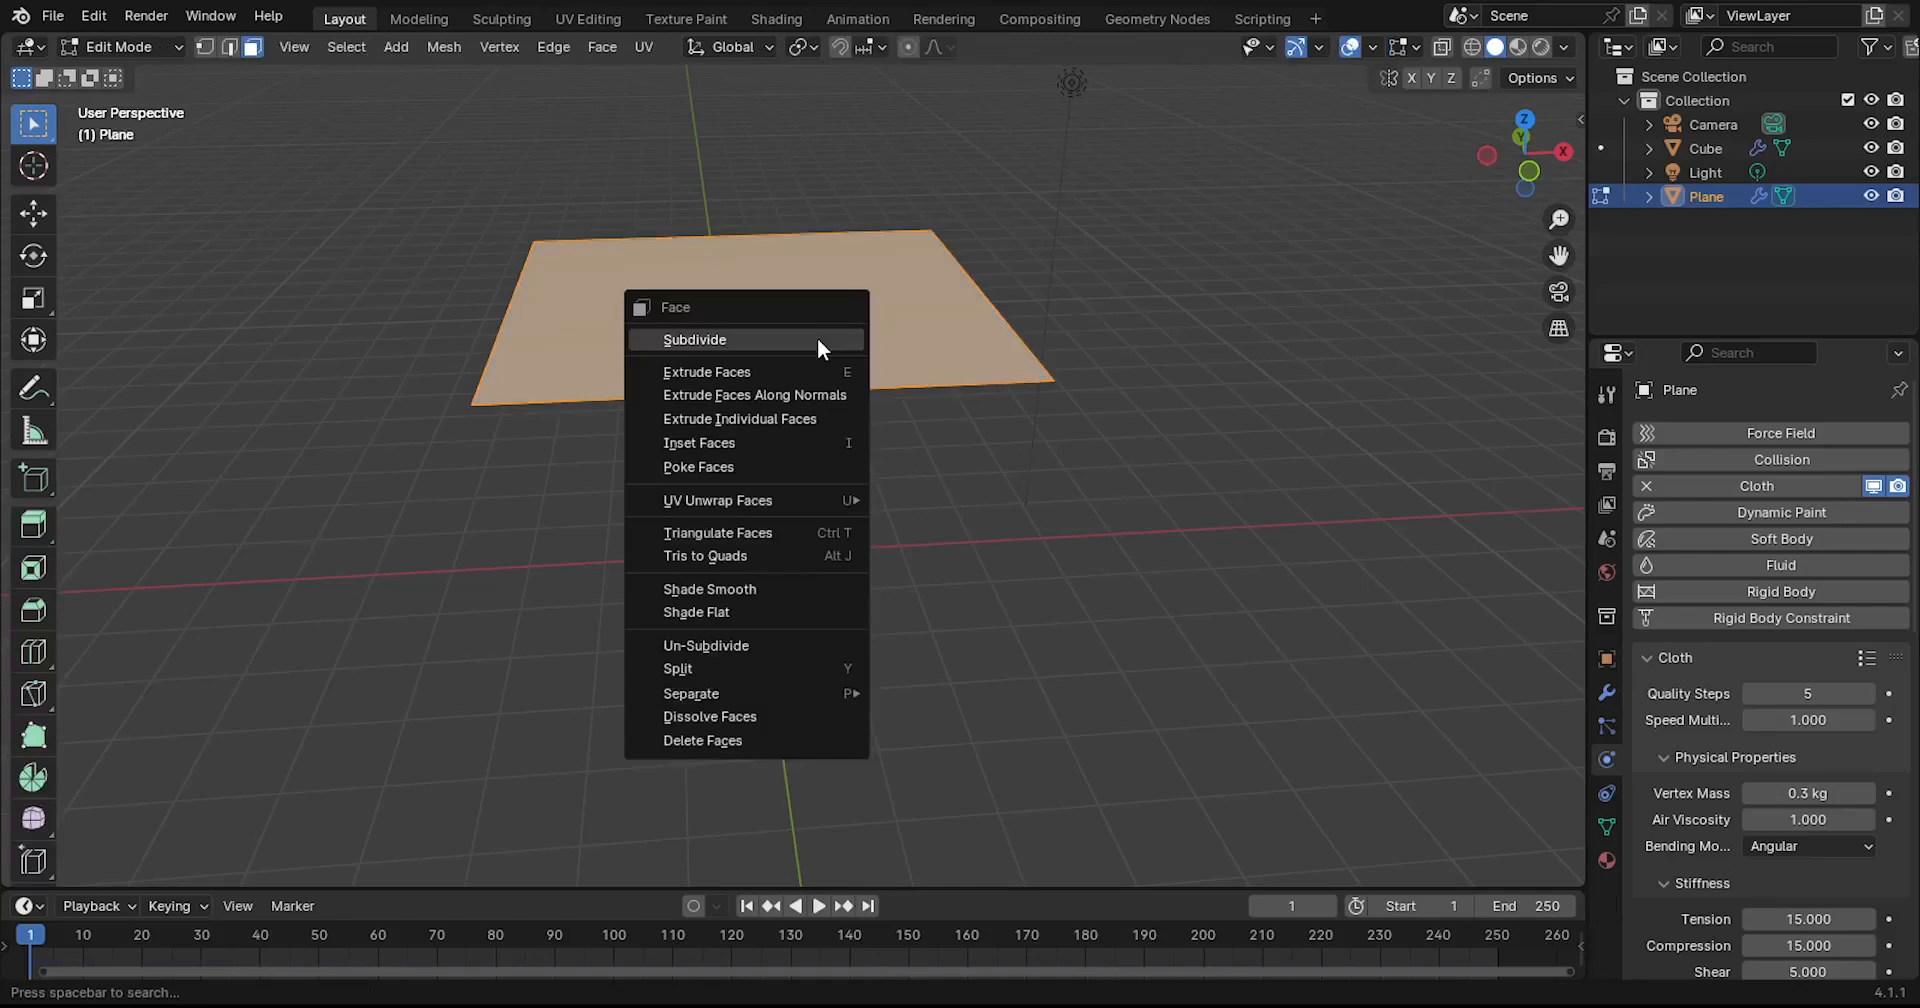 File Edit Render Window Help Layout Modeling Sculpting UV Editing Texture Paint Shading Animation Rendering Compositing Geometry Nodes Scripting + Scene ViewLayer
Edit Mode View Select Add Mesh Vertex Edge Face UV Global Search
X Y Z Options
User Perspective
(1) Plane
Z
Y
X
Scene Collection
Collection
Camera
Cube
Light
Plane
Face
Subdivide
Extrude Faces E
Extrude Faces Along Normals
Extrude Individual Faces
Inset Faces I
Poke Faces
UV Unwrap Faces U
Triangulate Faces Ctrl T
Tris to Quads Alt J
Shade Smooth
Shade Flat
Un-Subdivide
Split Y
Separate P
Dissolve Faces
Delete Faces
Search
Plane
Force Field
Collision
Cloth
Dynamic Paint
Soft Body
Fluid
Rigid Body
Rigid Body Constraint
Cloth
Quality Steps 5
Speed Multi... 1.000
Physical Properties
Vertex Mass 0.3 kg
Air Viscosity 1.000
Bending Mo... Angular
Stiffness
Tension 15.000
Compression 15.000
Shear 5.000
Playback Keying View Marker 1 Start 1 End 250
1 10 20 30 40 50 60 70 80 90 100 110 120 130 140 150 160 170 180 190 200 210 220 230 240 250 260
Press spacebar to search... 4.1.1